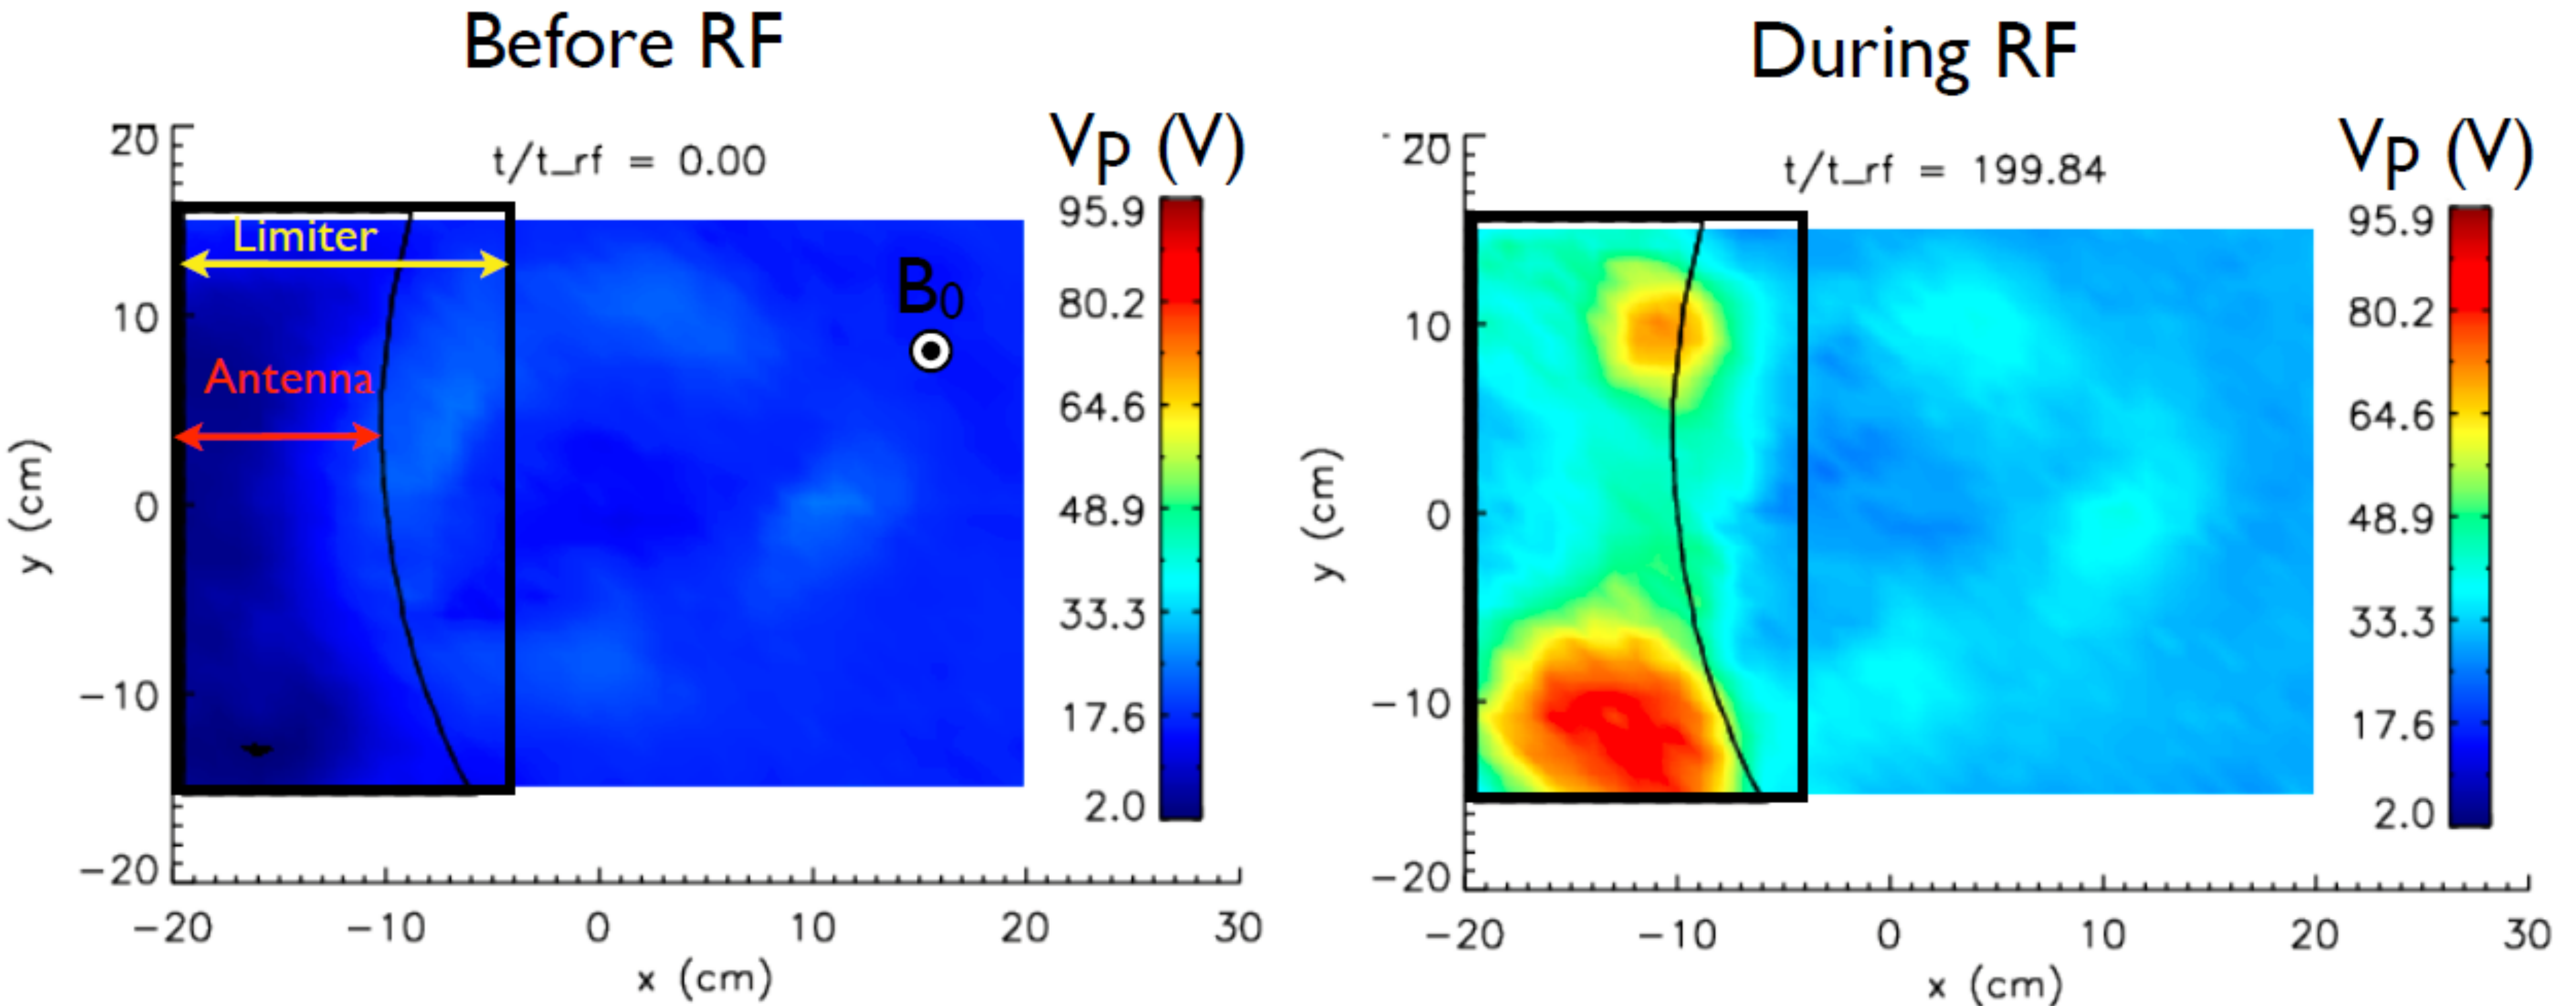 Before RF
t/t_rf = 0.00
Vp (V)
20
10
0
−10
−20
y (cm)
Limiter
Antenna
B₀
95.9
80.2
64.6
48.9
33.3
17.6
2.0
−20 −10 0 10 20 30
x (cm)
During RF
t/t_rf = 199.84
Vp (V)
20
10
0
−10
−20
y (cm)
95.9
80.2
64.6
48.9
33.3
17.6
2.0
−20 −10 0 10 20 30
x (cm)